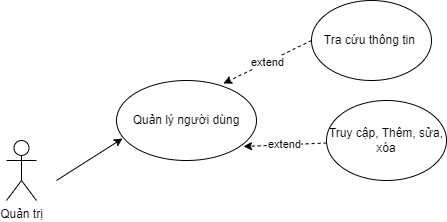 Tra cứu thông tin
extend
Quản lý người dùng
extend
Truy cập, Thêm, sửa,
xóa
Quản trị